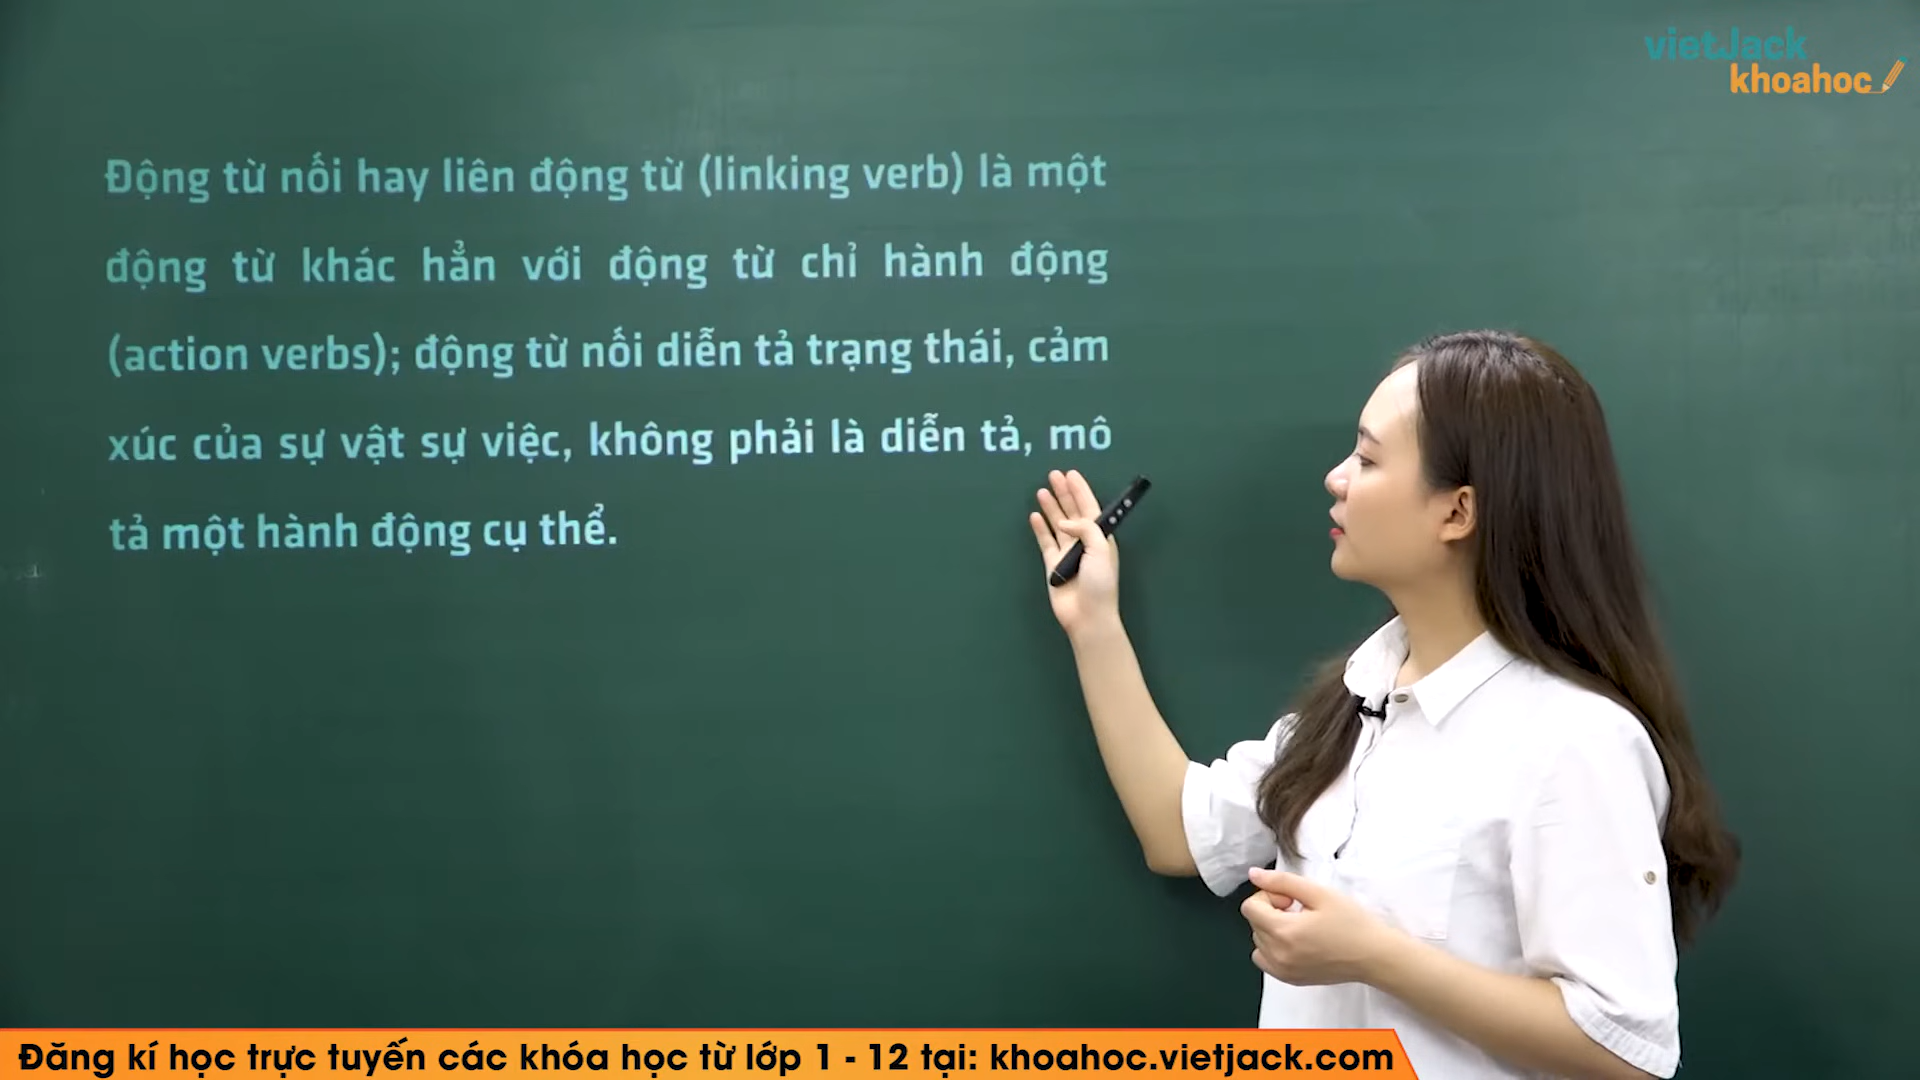 vietJack
khoahoc
Động từ nối hay liên động từ (linking verb) là một
động từ khác hẳn với động từ chỉ hành động
(action verbs); động từ nối diễn tả trạng thái, cảm
xúc của sự vật sự việc, không phải là diễn tả, mô
tả một hành động cụ thể.
Đăng kí học trực tuyến các khóa học từ lớp 1 - 12 tại: khoahoc.vietjack.com